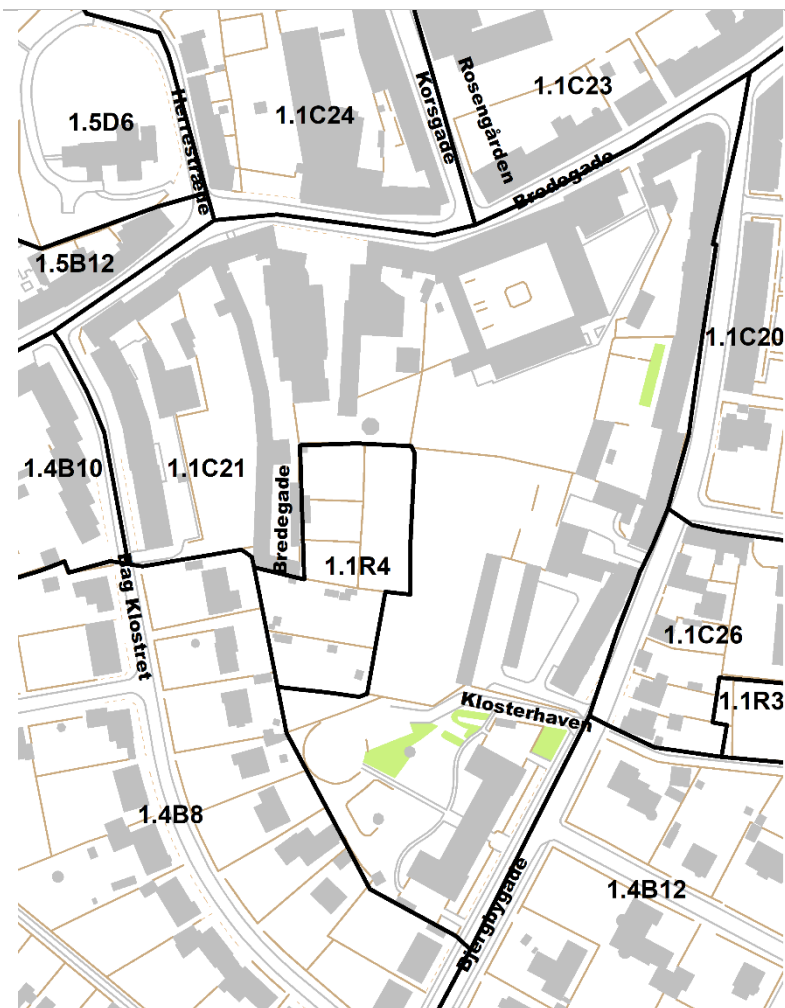 Rosengården
1.1C23
Korsgade
1.1C24
Herrestræde
1.5D6
Bredegade
1.5B12
1.1C20
1.4B10
1.1C21
Bredegade
1.1R4
Bag Klostret
1.1C26
1.1R3
Klosterhaven
1.4B8
1.4B12
Bjergbygade